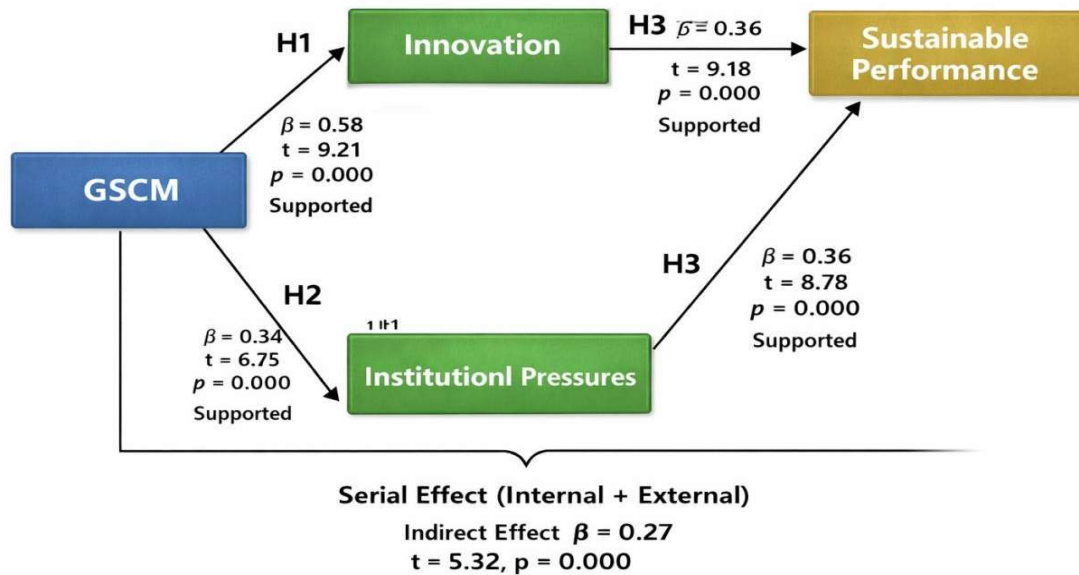 H1
Innovation
H3 β = 0.36
t = 9.18
p = 0.000
Supported
Sustainable
Performance
β = 0.58
t = 9.21
p = 0.000
Supported
GSCM
H2
β = 0.34
t = 6.75
p = 0.000
Supported
Institutionl Pressures
H3
β = 0.36
t = 8.78
p = 0.000
Supported
Serial Effect (Internal + External)
Indirect Effect β = 0.27
t = 5.32, p = 0.000